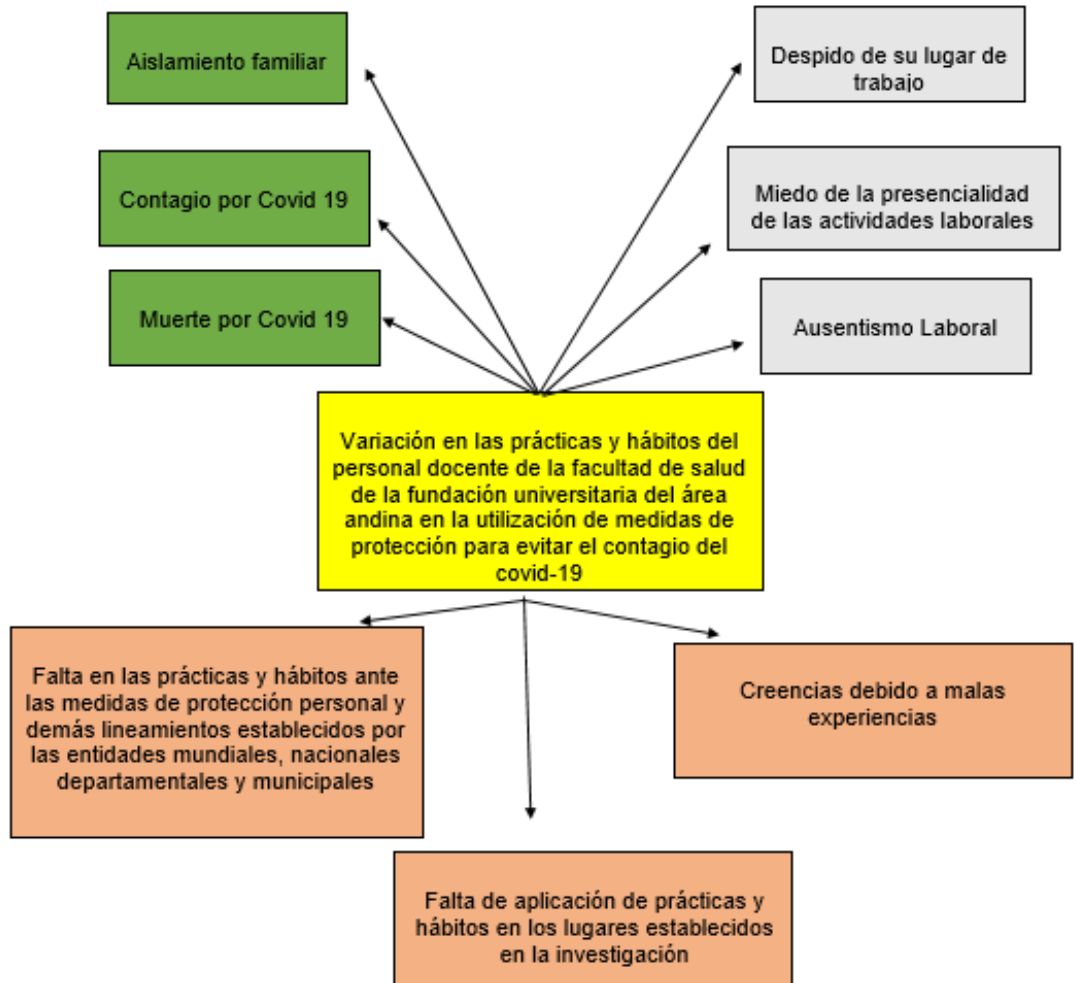 Aislamiento familiar
Contagio por Covid 19
Muerte por Covid 19
Despido de su lugar de
trabajo
Miedo de la presencialidad
de las actividades laborales
Ausentismo Laboral
Variación en las prácticas y hábitos del
personal docente de la facultad de salud
de la fundación universitaria del área
andina en la utilización de medidas de
protección para evitar el contagio del
covid-19
Falta en las prácticas y hábitos ante
las medidas de protección personal y
demás lineamientos establecidos por
las entidades mundiales, nacionales
departamentales y municipales
Creencias debido a malas
experiencias
Falta de aplicación de prácticas y
hábitos en los lugares establecidos
en la investigación